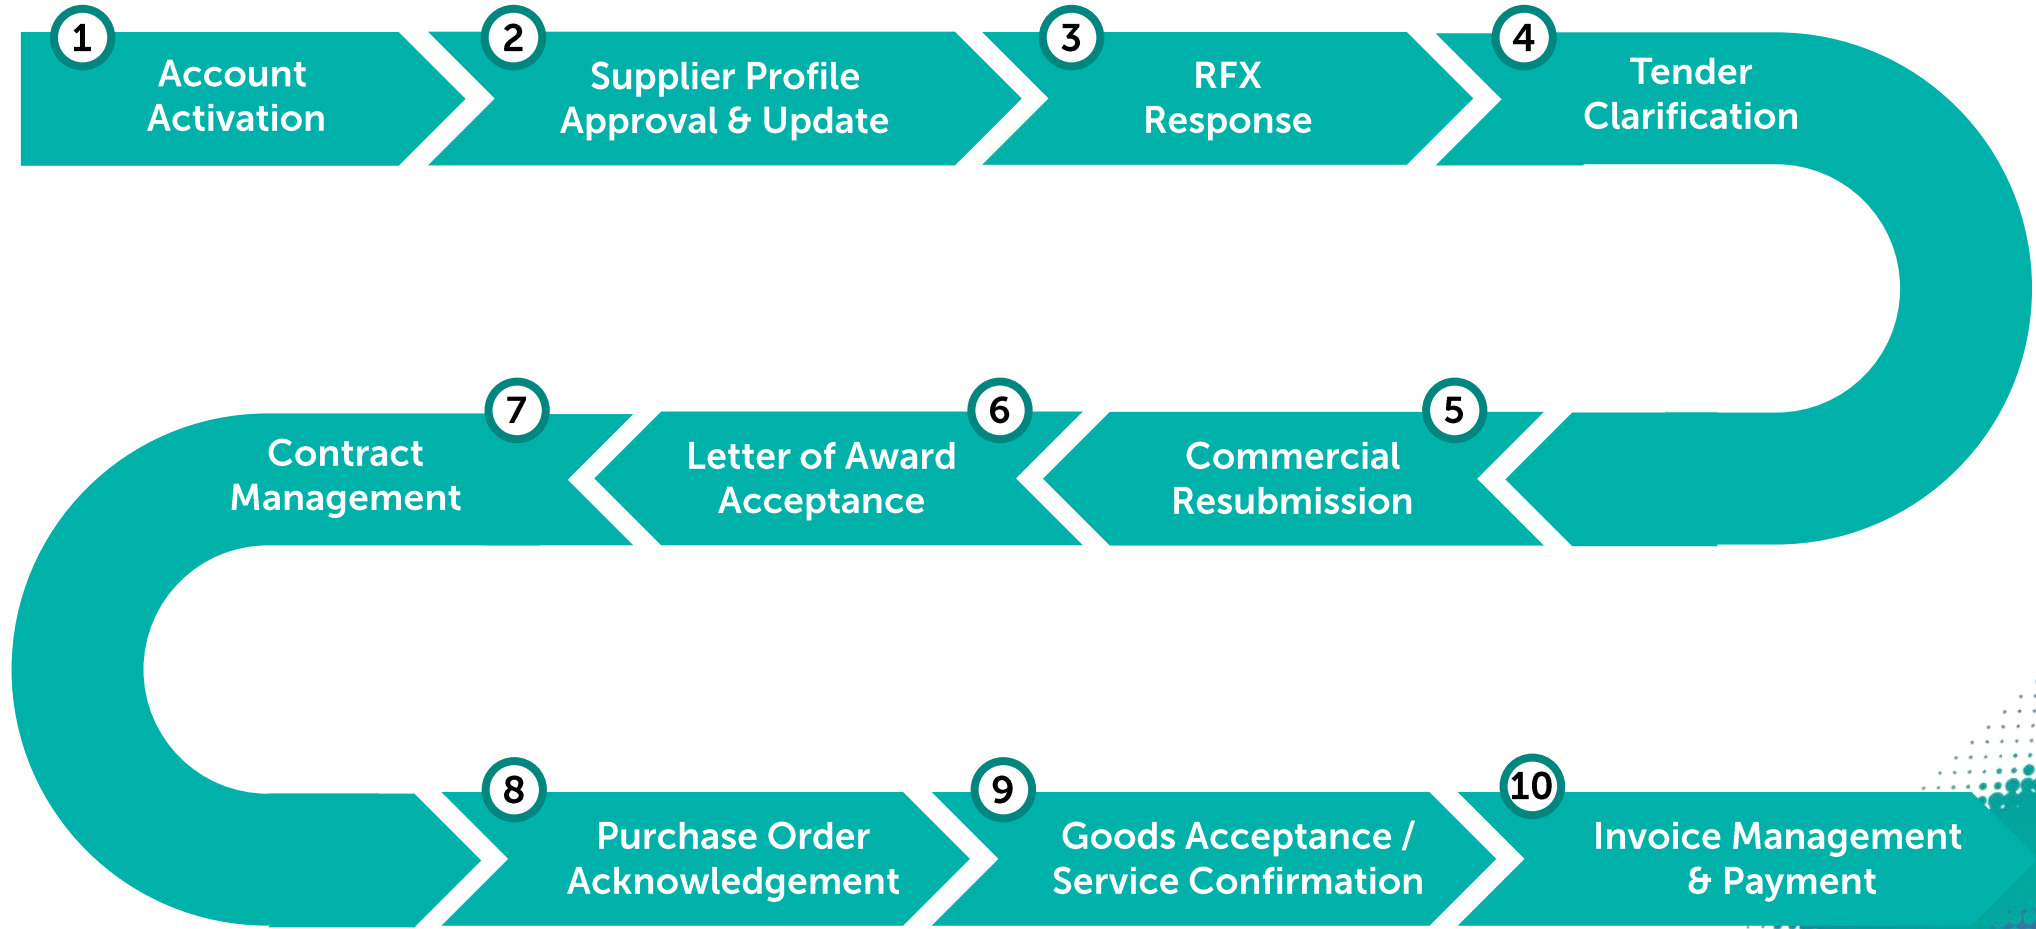 1
Account
Activation
2
Supplier Profile
Approval & Update
3
RFX
Response
4
Tender
Clarification
5
Commercial
Resubmission
6
Letter of Award
Acceptance
7
Contract
Management
8
Purchase Order
Acknowledgement
9
Goods Acceptance /
Service Confirmation
10
Invoice Management
& Payment